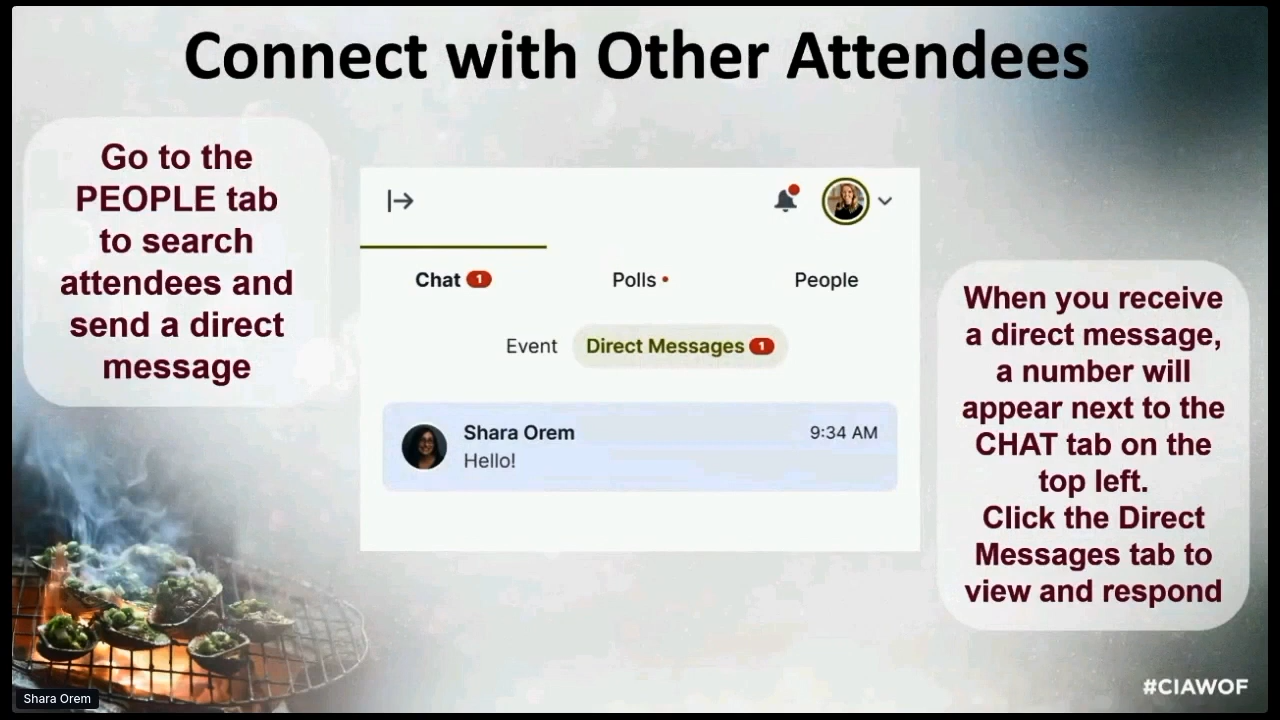 Connect with Other Attendees
Go to the
PEOPLE tab
to search
attendees and
send a direct
message
Chat 1
Polls
People
Event
Direct Messages 1
Shara Orem
9:34 AM
Hello!
When you receive
a direct message,
a number will
appear next to the
CHAT tab on the
top left.
Click the Direct
Messages tab to
view and respond
#CIAWOF
Shara Orem